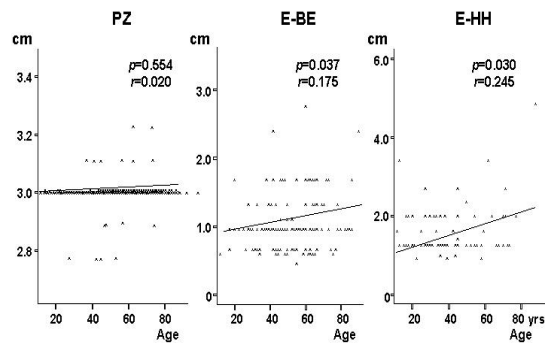 PZ
cm
p=0.554
r=0.020
3.4
3.2
3.0
2.8
20 40 60 80
Age
E-BE
cm
p=0.037
r=0.175
3.0
2.0
1.0
0
20 40 60 80
Age
E-HH
cm
p=0.030
r=0.245
6.0
4.0
2.0
0
20 40 60 80 yrs
Age